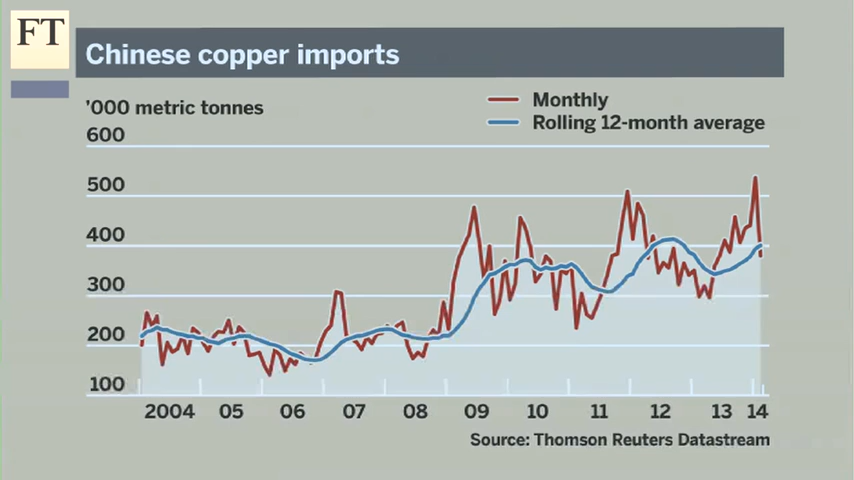 FT
Chinese copper imports
'000 metric tonnes
Monthly
Rolling 12-month average
600
500
400
300
200
100
2004 05 06 07 08 09 10 11 12 13 14
Source: Thomson Reuters Datastream